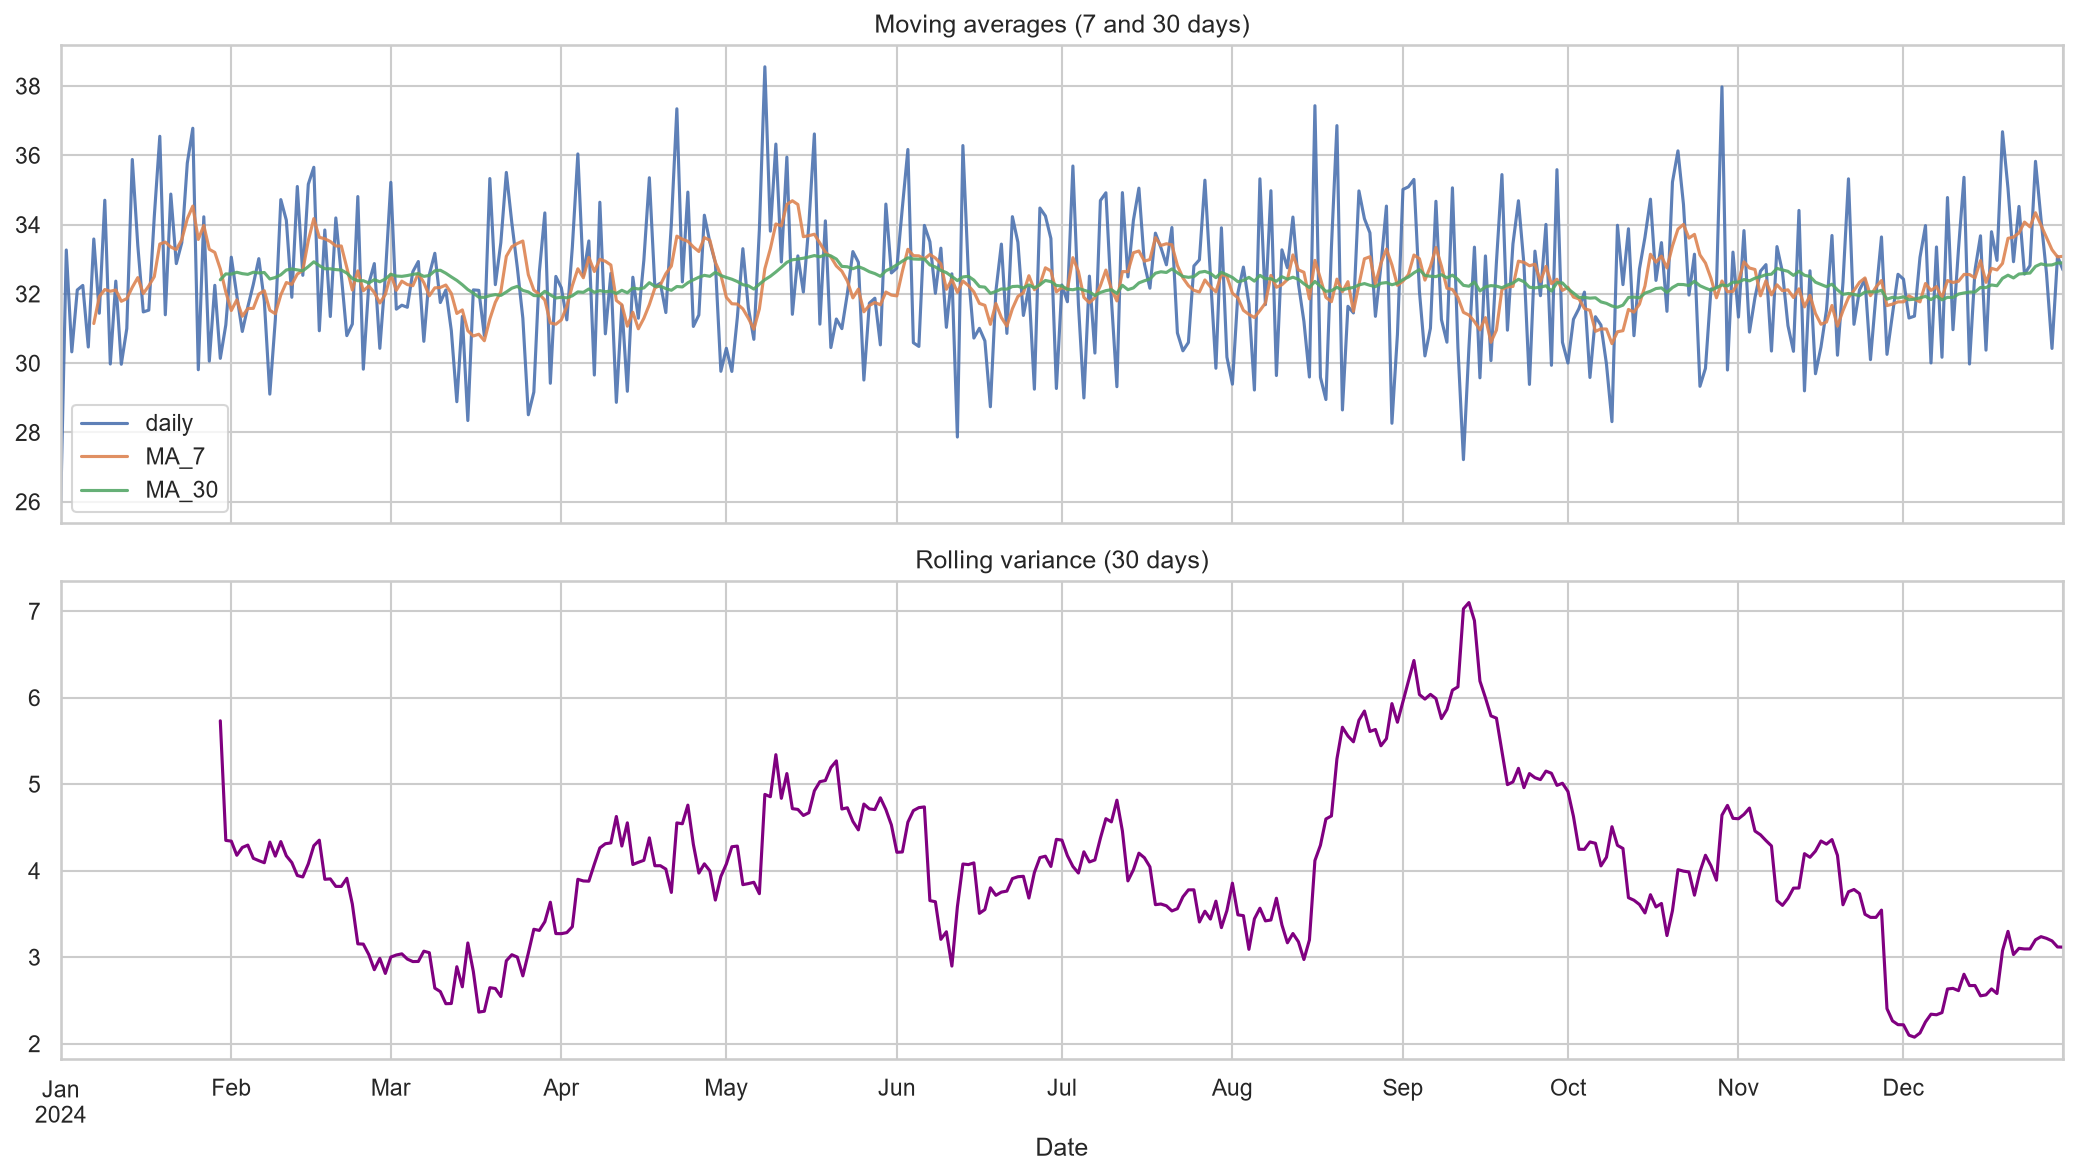 Moving averages (7 and 30 days)
38
36
34
32
30
28
26
daily
MA_7
MA_30
Rolling variance (30 days)
7
6
5
4
3
2
Jan Feb Mar Apr May Jun Jul Aug Sep Oct Nov Dec
2024
Date